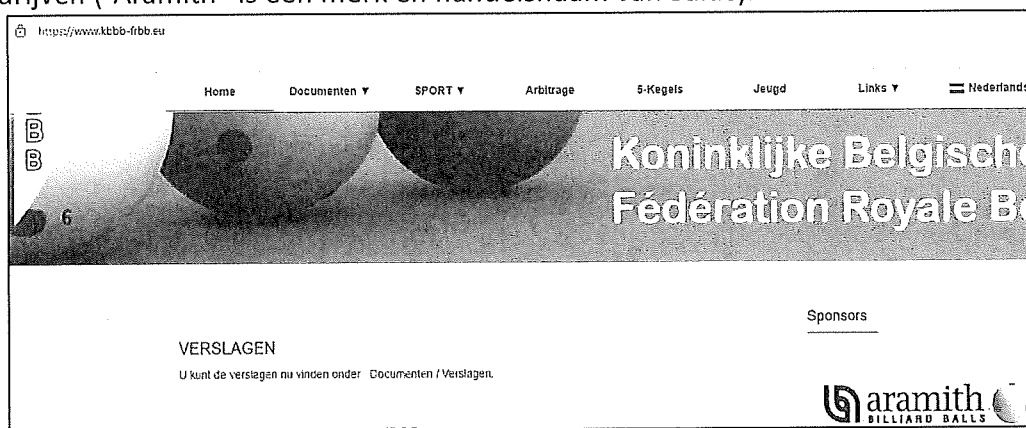 "Aramith" is een merk en handelsnaam van
https://www.kbbb-frbb.eu
Home Documenten ▼ SPORT ▼ Arbitrage 5-Kegels Jeugd Links ▼ Nederlands
B
B
6
Koninklijke Belgische
Fédération Royale
Sponsors
VERSLAGEN
U kunt de verslagen nu vinden onder Documenten / Verslagen.
aramith
BILLIARD BALLS